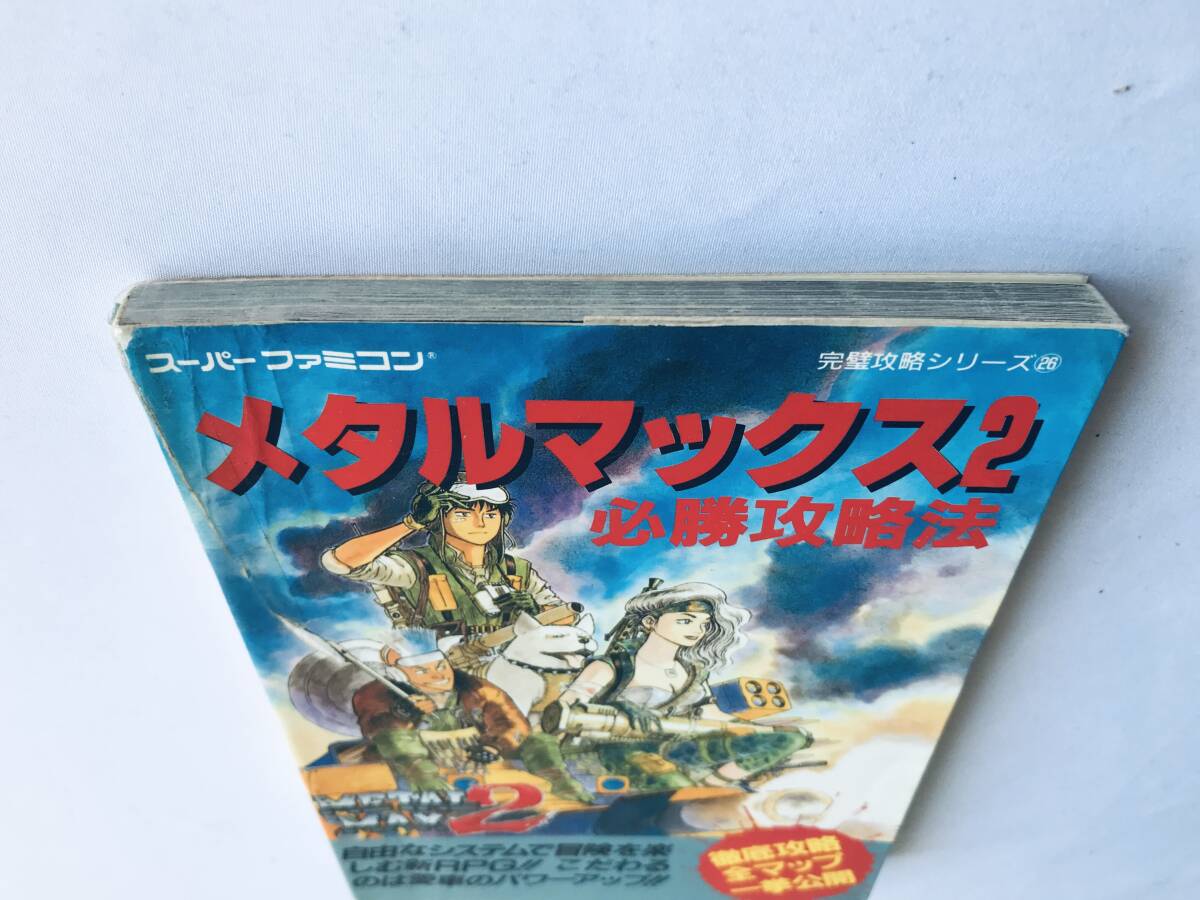 スーパーファミコン®
完璧攻略シリーズ㉖
メタルマックス2
必勝攻略法
METAL MAX 2
自由なシステムで冒険を楽
しむ新RPG!! こだわる
のは愛車のパワーアップ!!
徹底攻略
全マップ
一挙公開